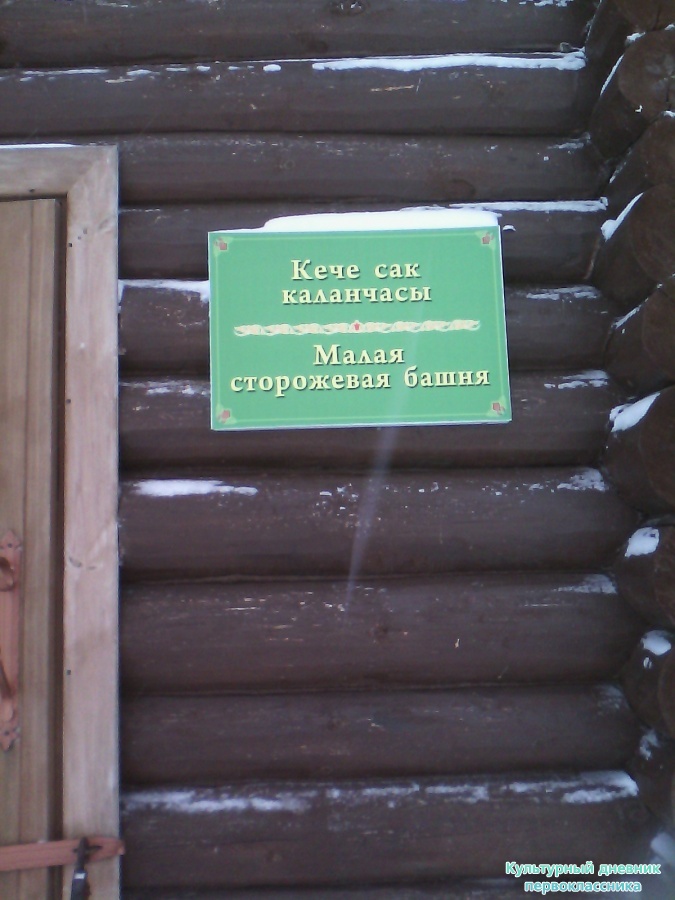 Кече сак
каланчасы
Малая
сторожевая башня
Культурный дневник
первоклассника